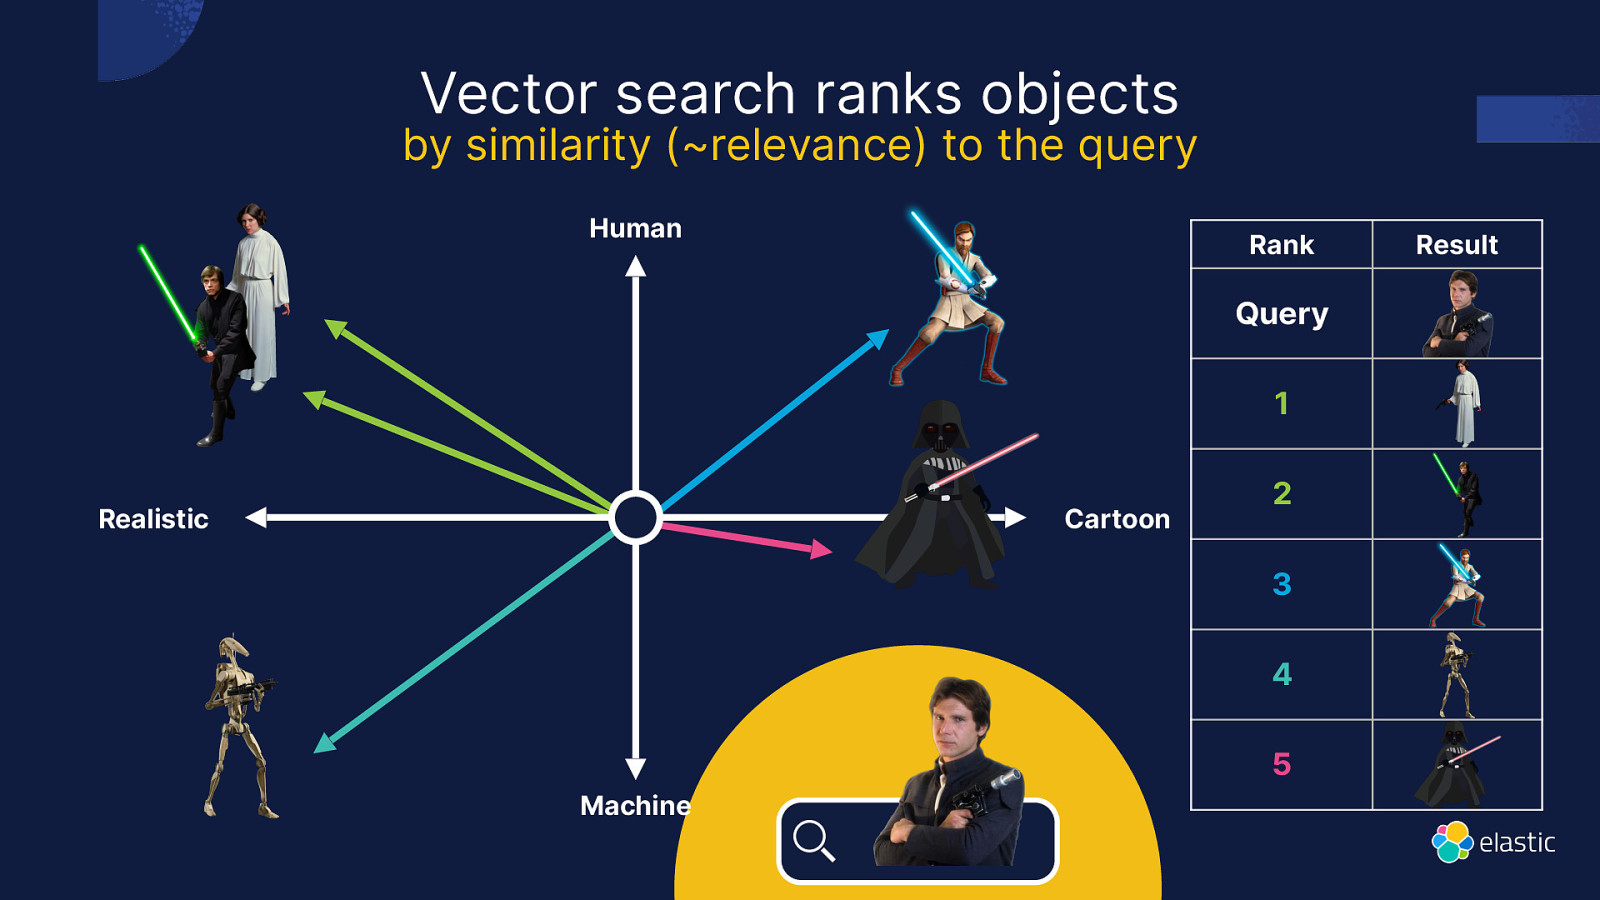 Vector search ranks objects
by similarity (~relevance) to the query
Human
Realistic
Cartoon
Machine
Rank Result
Query
1
2
3
4
5
elastic